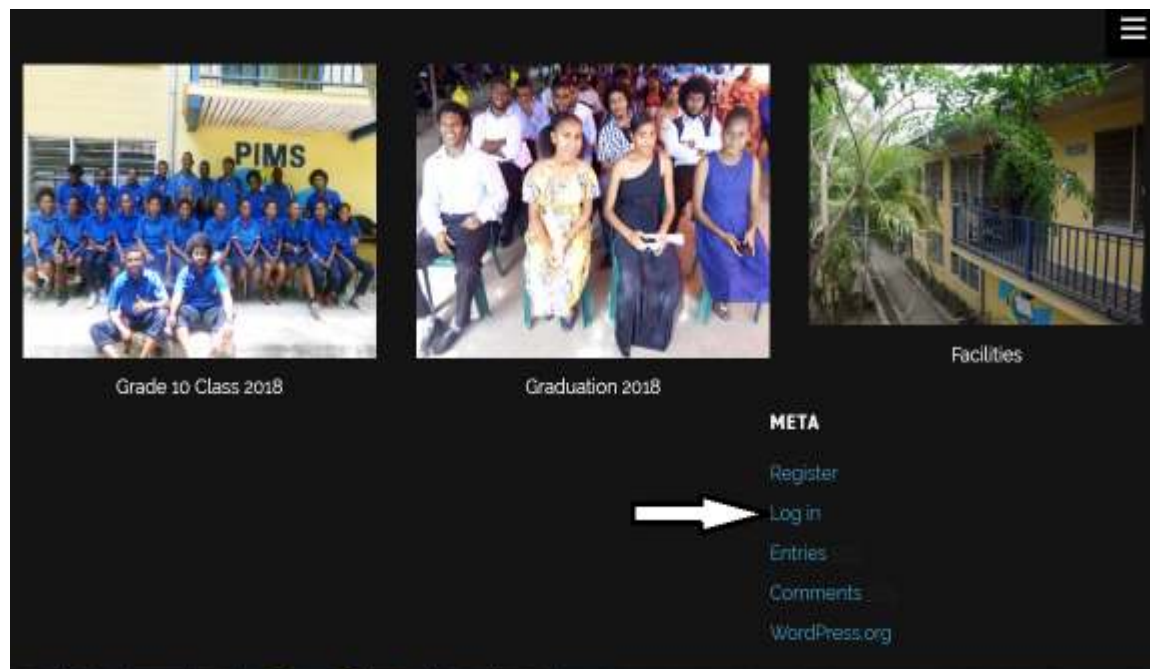 PIMS
Grade 10 Class 2018
Graduation 2018
Facilities
META
Register
Log in
Entries
Comments
WordPress.org